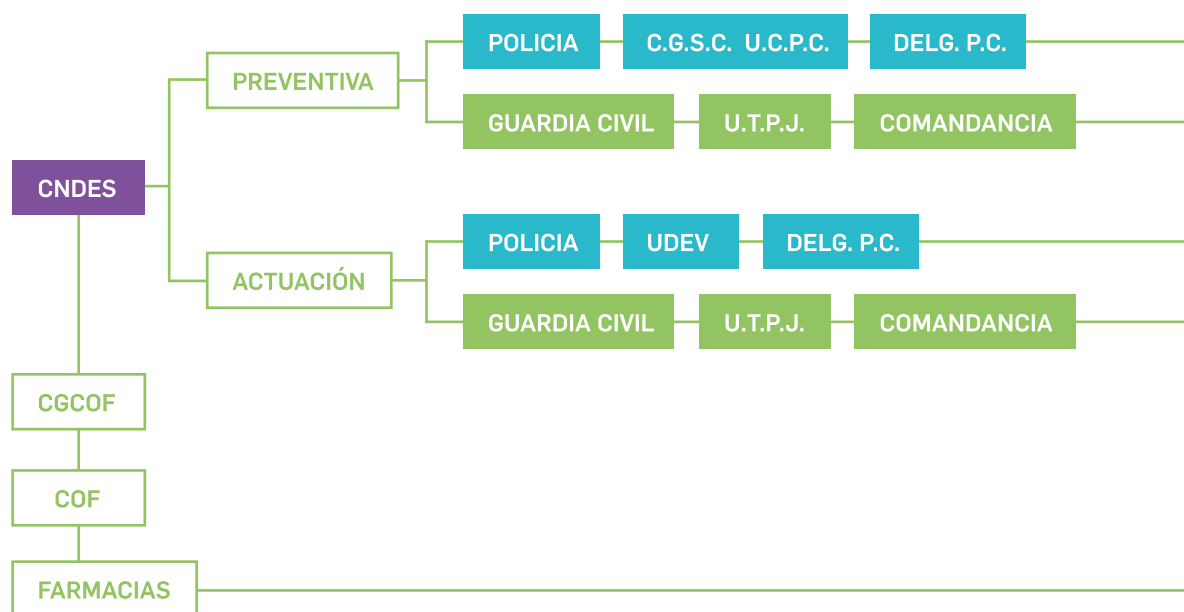 POLICIA
C.G.S.C. U.C.P.C.
DELG. P.C.
PREVENTIVA
GUARDIA CIVIL
U.T.P.J.
COMANDANCIA
CNDES
POLICIA
UDEV
DELG. P.C.
ACTUACIÓN
GUARDIA CIVIL
U.T.P.J.
COMANDANCIA
CGCOF
COF
FARMACIAS